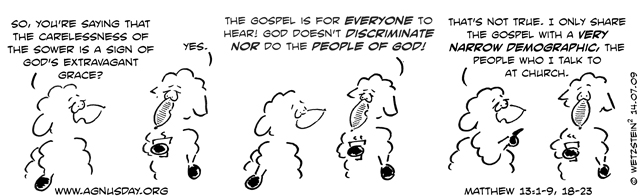 SO, YOU'RE SAYING THAT
THE CARELESSNESS OF
THE SOWER IS A SIGN OF
GOD'S EXTRAVAGANT
GRACE?
YES.
THE GOSPEL IS FOR EVERYONE TO
HEAR! GOD DOESN'T DISCRIMINATE
NOR DO THE PEOPLE OF GOD!
THAT'S NOT TRUE. I ONLY SHARE
THE GOSPEL WITH A VERY
NARROW DEMOGRAPHIC, THE
PEOPLE WHO I TALK TO
AT CHURCH.
© WETZSTEIN² 14.07.09
WWW.AGNUSDAY.ORG
MATTHEW 13:1-9, 18-23